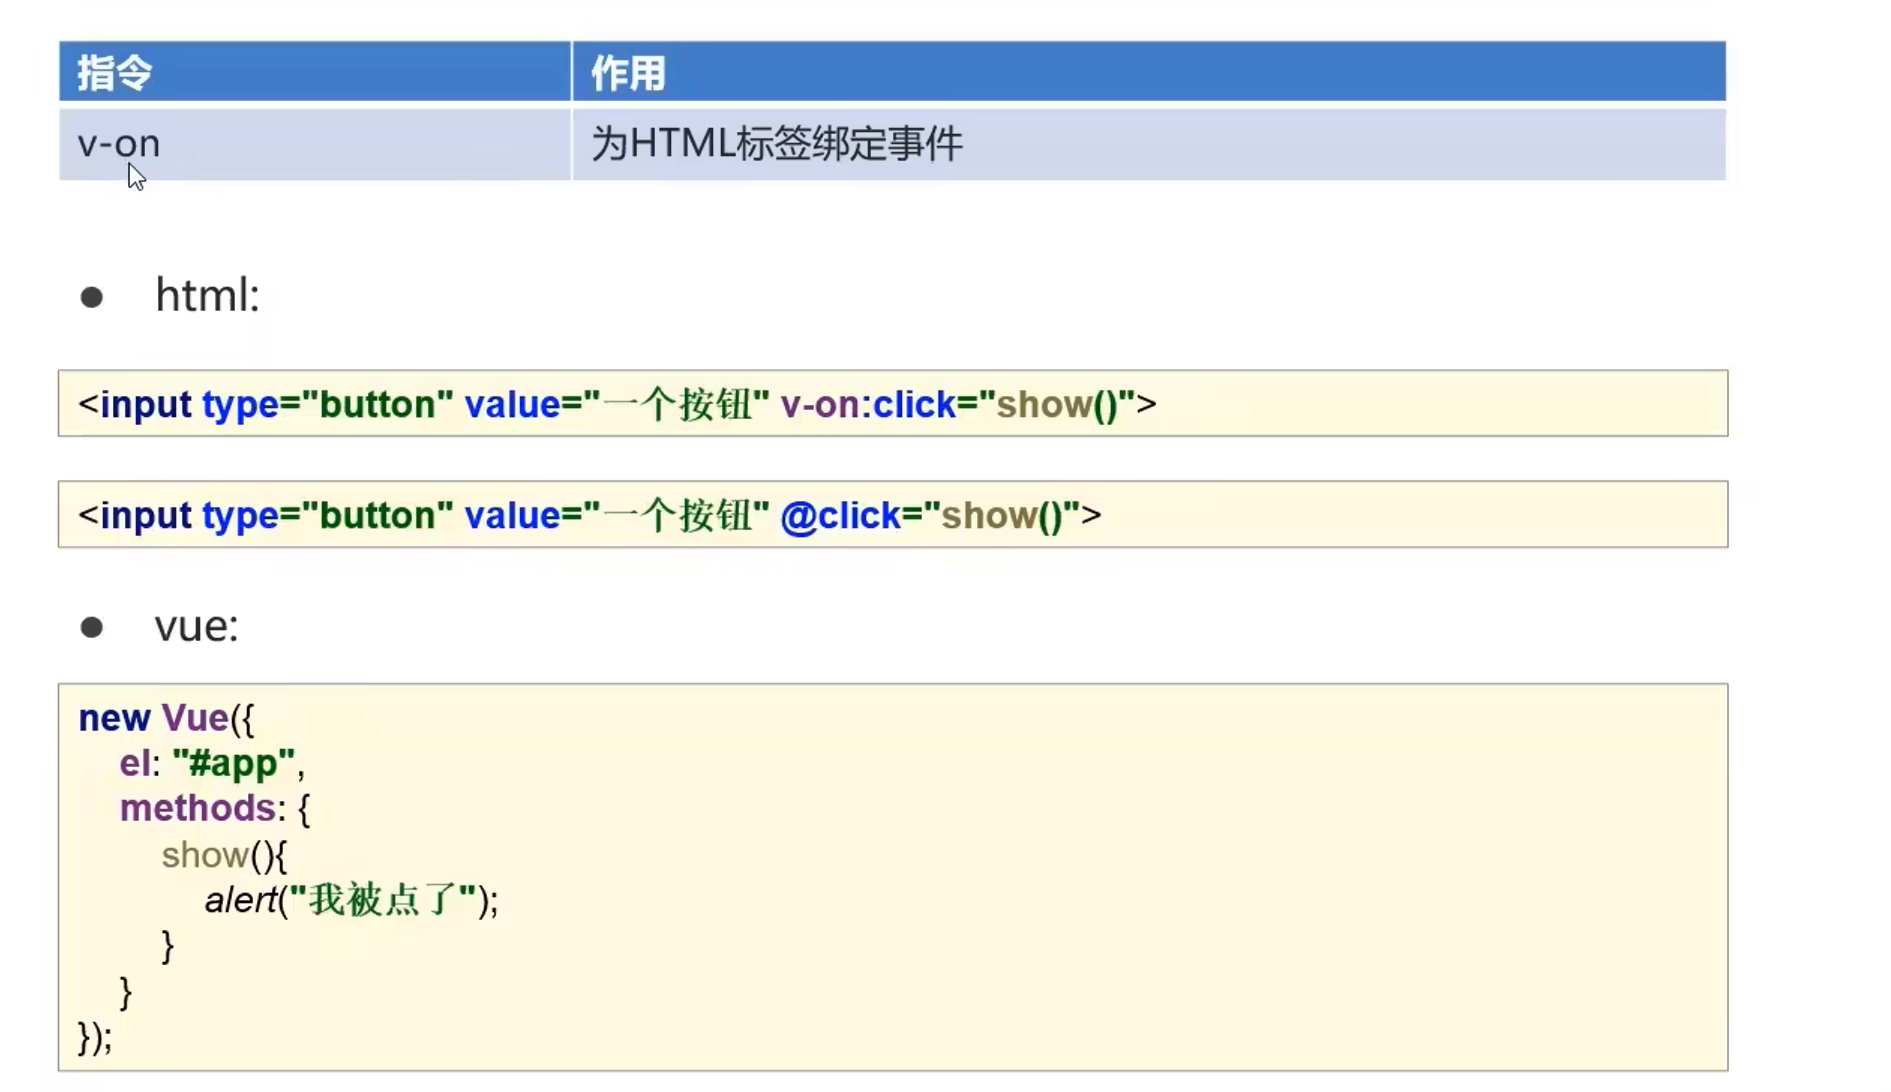 指令 作用
v-on 为HTML标签绑定事件
● html:
<input type="button" value="一个按钮" v-on:click="show()">
<input type="button" value="一个按钮" @click="show()">
● vue:
new Vue({
el: "#app",
methods: {
show(){
alert("我被点了");
}
}
});